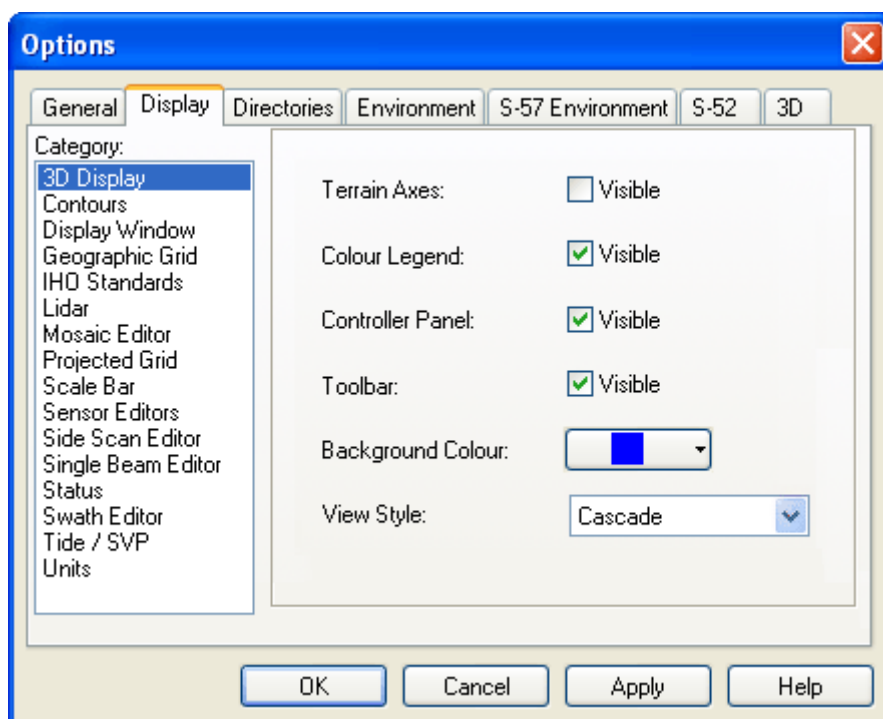 Options
General Display Directories Environment S-57 Environment S-52 3D
Category:
3D Display
Contours
Display Window
Geographic Grid
IHO Standards
Lidar
Mosaic Editor
Projected Grid
Scale Bar
Sensor Editors
Side Scan Editor
Single Beam Editor
Status
Swath Editor
Tide / SVP
Units
Terrain Axes: Visible
Colour Legend: Visible
Controller Panel: Visible
Toolbar: Visible
Background Colour:
View Style: Cascade
OK Cancel Apply Help